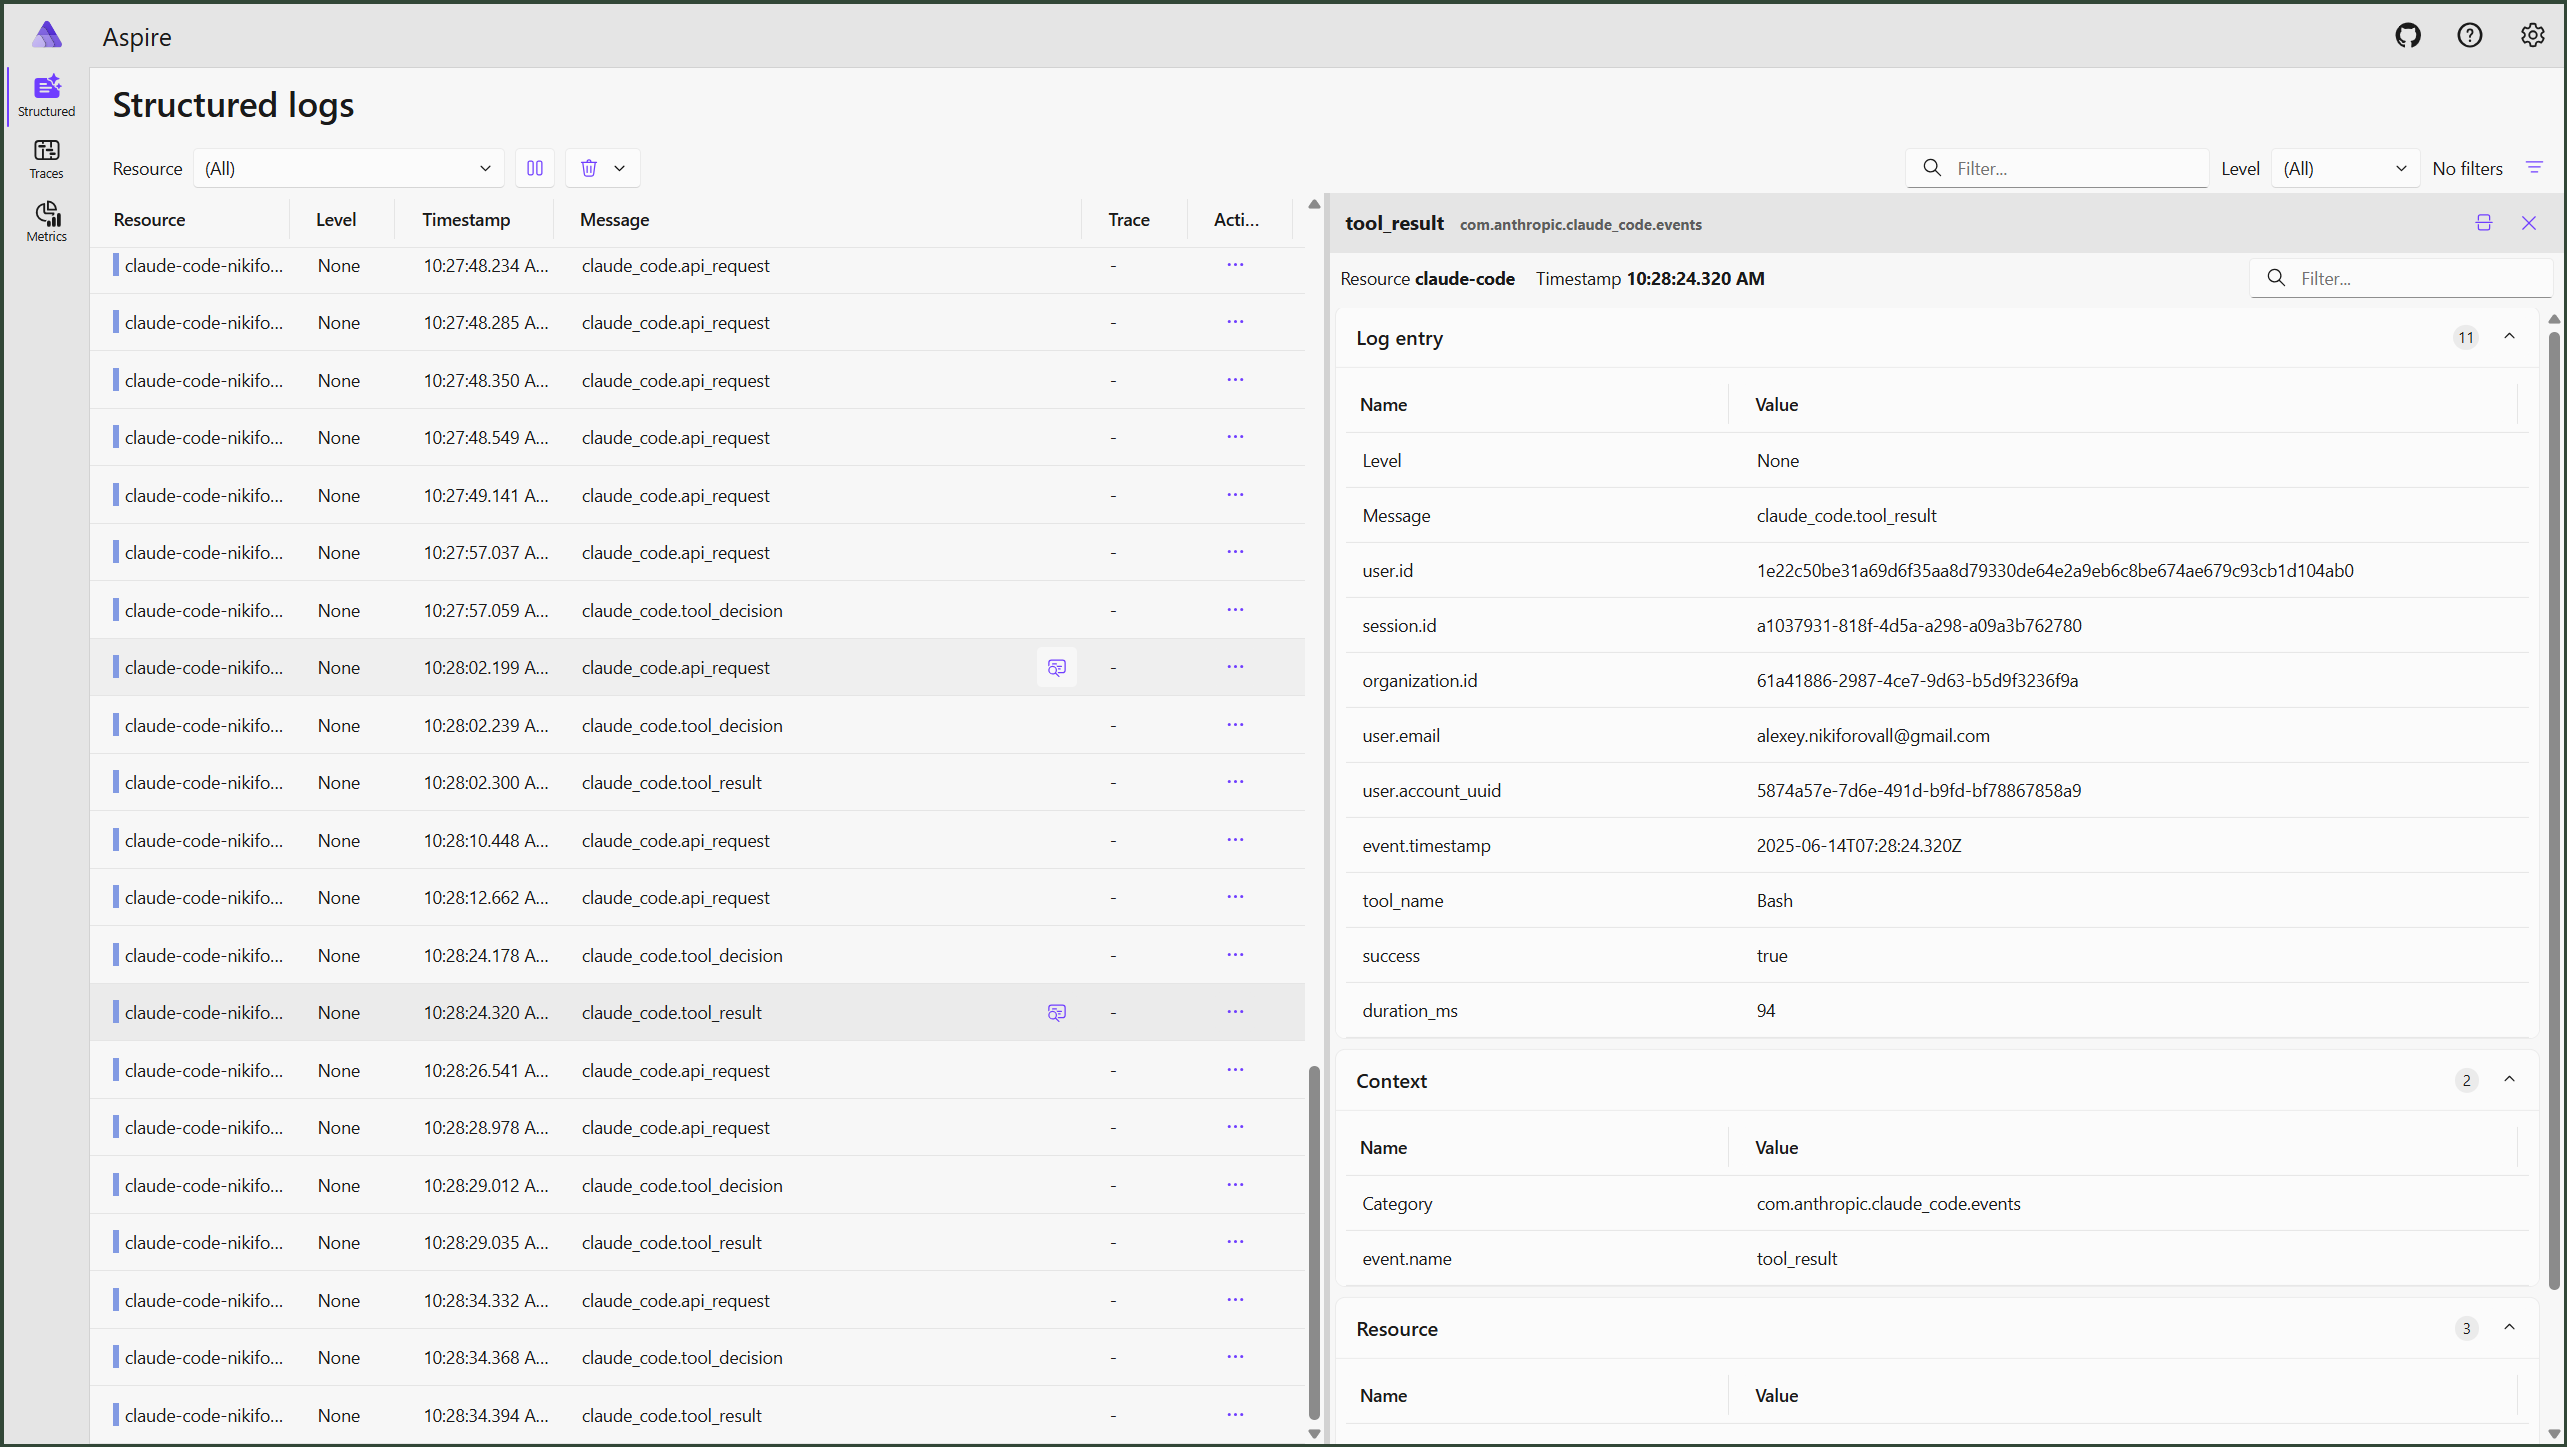 Aspire
Structured
Traces
Metrics
Structured logs
Resource (All) Filter... Level (All) No filters
Resource Level Timestamp Message Trace Acti...
claude-code-nikifo... None 10:27:48.234 A... claude_code.api_request - ...
claude-code-nikifo... None 10:27:48.285 A... claude_code.api_request - ...
claude-code-nikifo... None 10:27:48.350 A... claude_code.api_request - ...
claude-code-nikifo... None 10:27:48.549 A... claude_code.api_request - ...
claude-code-nikifo... None 10:27:49.141 A... claude_code.api_request - ...
claude-code-nikifo... None 10:27:57.037 A... claude_code.api_request - ...
claude-code-nikifo... None 10:27:57.059 A... claude_code.tool_decision - ...
claude-code-nikifo... None 10:28:02.199 A... claude_code.api_request - ...
claude-code-nikifo... None 10:28:02.239 A... claude_code.tool_decision - ...
claude-code-nikifo... None 10:28:02.300 A... claude_code.tool_result - ...
claude-code-nikifo... None 10:28:10.448 A... claude_code.api_request - ...
claude-code-nikifo... None 10:28:12.662 A... claude_code.api_request - ...
claude-code-nikifo... None 10:28:24.178 A... claude_code.tool_decision - ...
claude-code-nikifo... None 10:28:24.320 A... claude_code.tool_result - ...
claude-code-nikifo... None 10:28:26.541 A... claude_code.api_request - ...
claude-code-nikifo... None 10:28:28.978 A... claude_code.api_request - ...
claude-code-nikifo... None 10:28:29.012 A... claude_code.tool_decision - ...
claude-code-nikifo... None 10:28:29.035 A... claude_code.tool_result - ...
claude-code-nikifo... None 10:28:34.332 A... claude_code.api_request - ...
claude-code-nikifo... None 10:28:34.368 A... claude_code.tool_decision - ...
claude-code-nikifo... None 10:28:34.394 A... claude_code.tool_result - ...
tool_result com.anthropic.claude_code.events
Resource claude-code Timestamp 10:28:24.320 AM Filter...
Log entry 11
Name Value
Level None
Message claude_code.tool_result
user.id 1e22c50be31a69d6f35aa8d79330de64e2a9eb6c8be674ae679c93cb1d104ab0
session.id a1037931-818f-4d5a-a298-a09a3b762780
organization.id 61a41886-2987-4ce7-9d63-b5d9f3236f9a
user.email alexey.nikiforovall@gmail.com
user.account_uuid 5874a57e-7d6e-491d-b9fd-bf78867858a9
event.timestamp 2025-06-14T07:28:24.320Z
tool_name Bash
success true
duration_ms 94
Context 2
Name Value
Category com.anthropic.claude_code.events
event.name tool_result
Resource 3
Name Value